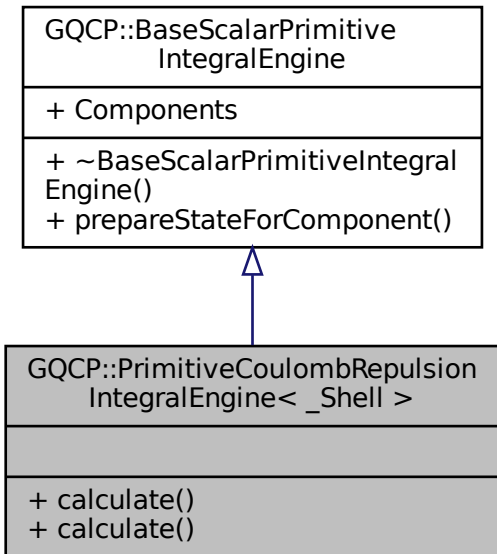 GQCP::BaseScalarPrimitive
IntegralEngine
+ Components
+ ~BaseScalarPrimitiveIntegral
Engine()
+ prepareStateForComponent()
GQCP::PrimitiveCoulombRepulsion
IntegralEngine< _Shell >
+ calculate()
+ calculate()